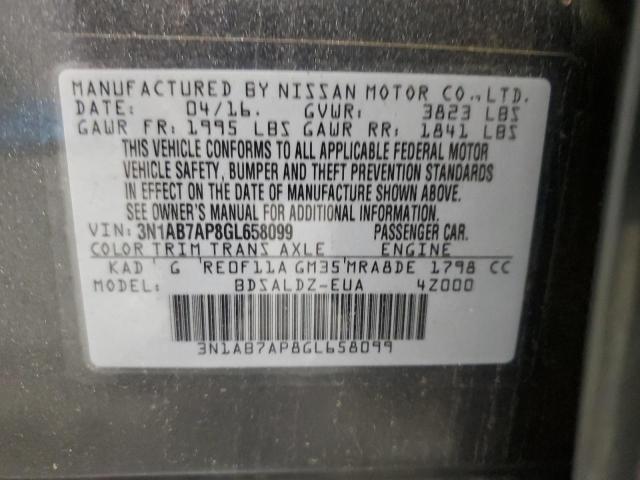 MANUFACTURED BY NISSAN MOTOR CO., LTD.
DATE: 04/16. GVWR: 3823 LBS
GAWR FR: 1995 LBS GAWR RR: 1841 LBS
THIS VEHICLE CONFORMS TO ALL APPLICABLE FEDERAL MOTOR
VEHICLE SAFETY, BUMPER AND THEFT PREVENTION STANDARDS
IN EFFECT ON THE DATE OF MANUFACTURE SHOWN ABOVE.
SEE OWNER'S MANUAL FOR ADDITIONAL INFORMATION.
VIN: 3N1AB7AP8GL658099 PASSENGER CAR.
COLOR TRIM TRANS AXLE ENGINE
KAD G RE0F11A GM35 MRA8DE 1798 CC
MODEL: BDSALDZ-EUA 4Z000
3N1AB7AP8GL658099